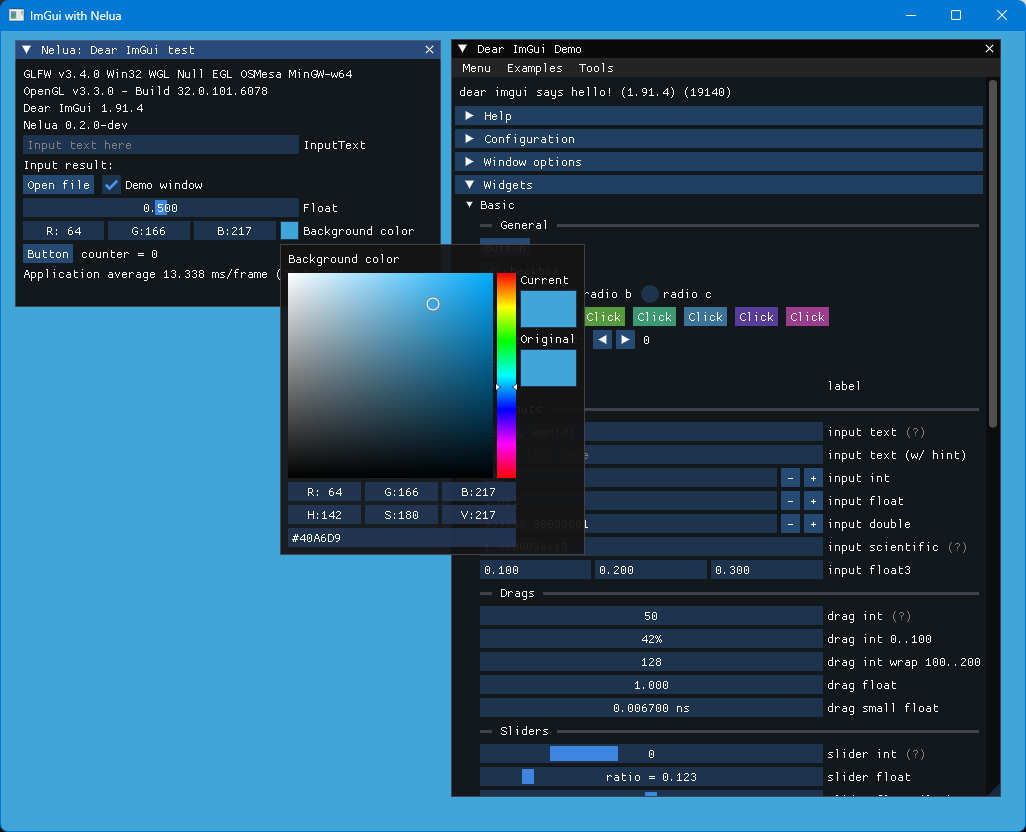 ImGui with Nelua
Nelua: Dear ImGui test
GLFW v3.4.0 Win32 WGL Null EGL OSMesa MinGW-w64
OpenGL v3.3.0 - Build 32.0.101.6078
Dear ImGui 1.91.4
Nelua 0.2.0-dev
Input text here InputText
Input result:
Open file Demo window
0.500 Float
R: 64 G:166 B:217 Background color
Button counter = 0
Application average 13.338 ms/frame (
Background color
Current
Original
R: 64 G:166 B:217
H:142 S:180 V:217
#40A6D9
Dear ImGui Demo
Menu Examples Tools
dear imgui says hello! (1.91.4) (19140)
Help
Configuration
Window options
Widgets
Basic
General
Button
radio b radio c
Click Click Click Click Click
0
label
input text (?)
input text (w/ hint)
- + input int
- + input float
- + input double
input scientific (?)
0.100 0.200 0.300 input float3
Drags
50 drag int (?)
42% drag int 0..100
128 drag int wrap 100..200
1.000 drag float
0.006700 ns drag small float
Sliders
0 slider int (?)
ratio = 0.123 slider float